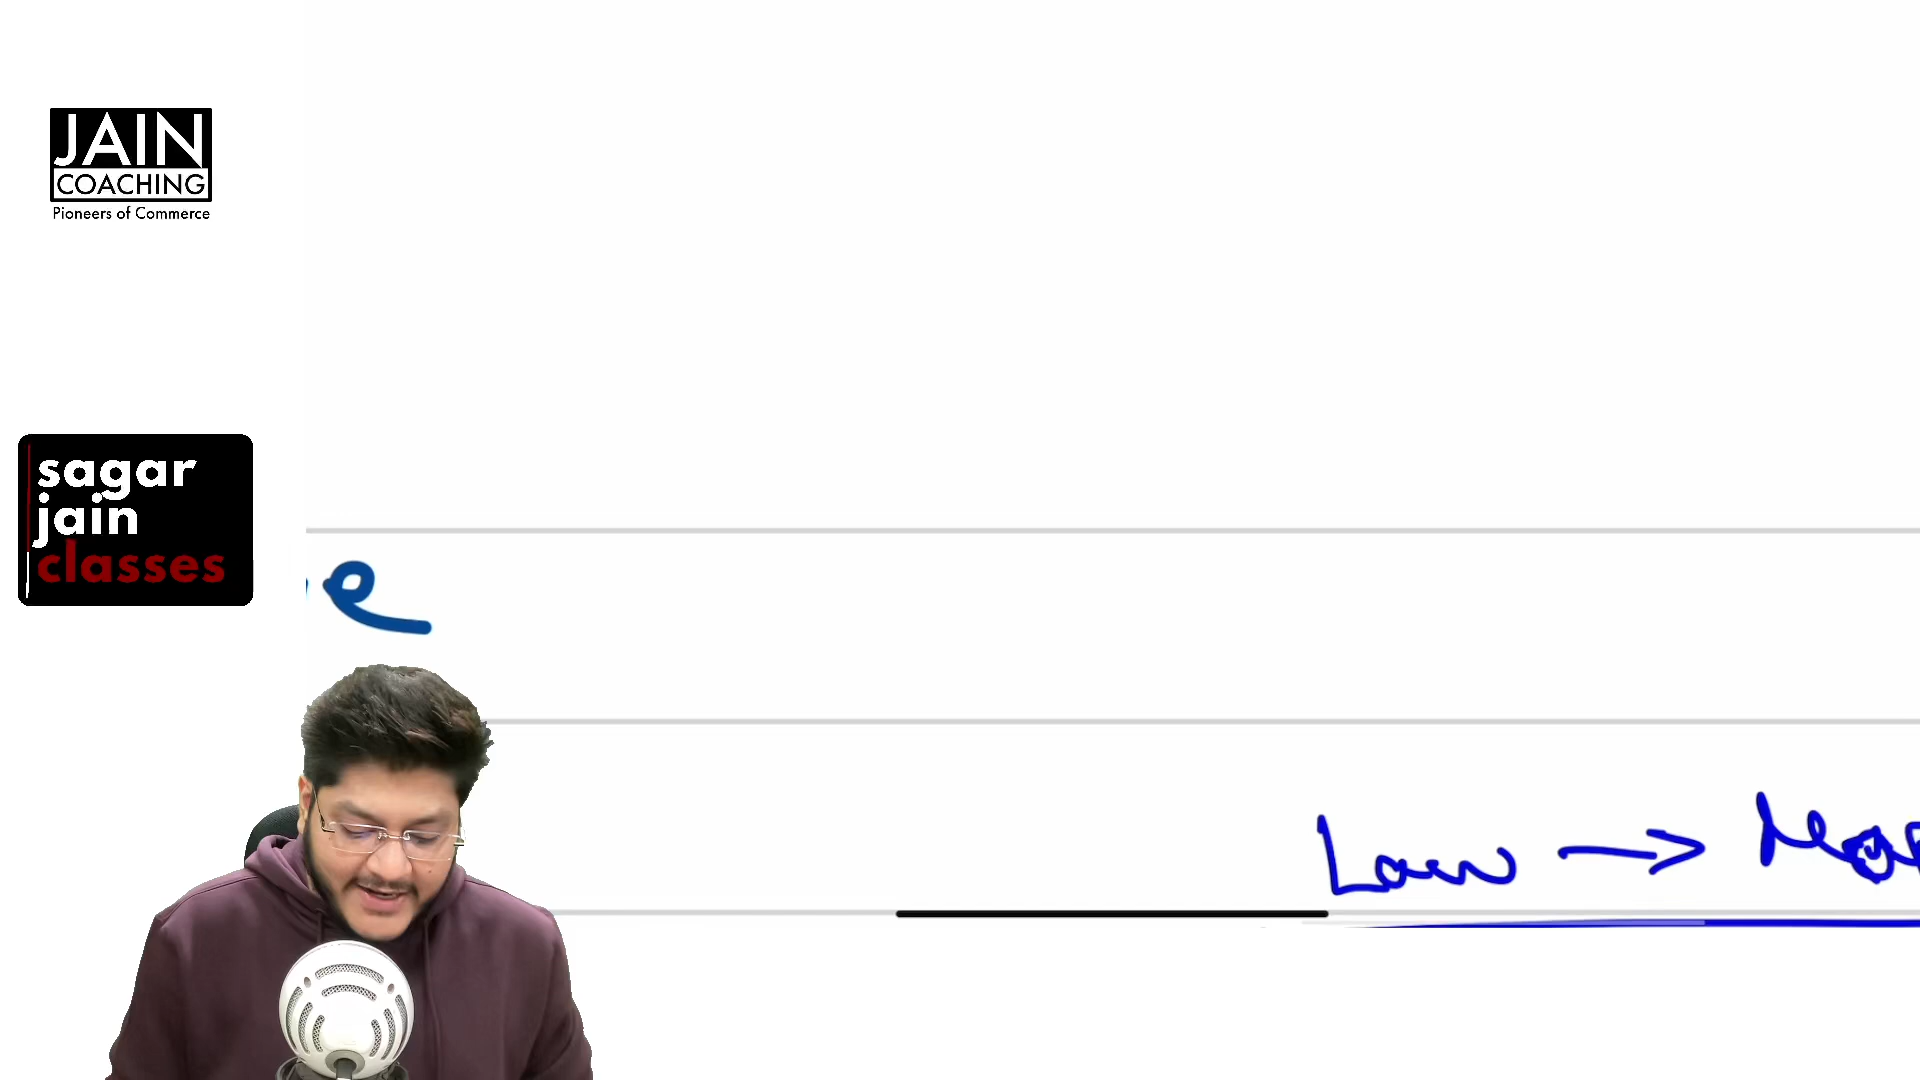 JAIN
COACHING
Pioneers of Commerce
sagar
jain
classes
e
Law →